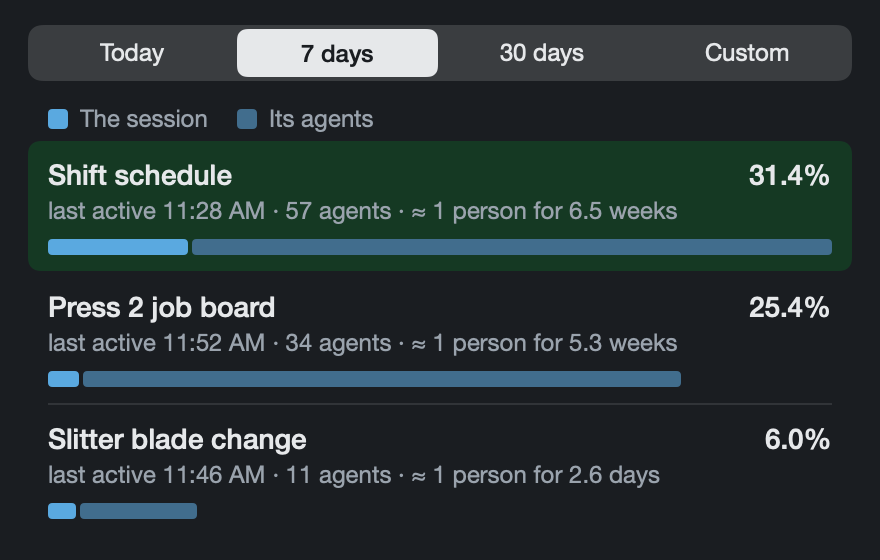 Today 7 days 30 days Custom
The session Its agents
Shift schedule 31.4%
last active 11:28 AM · 57 agents · ≈ 1 person for 6.5 weeks
Press 2 job board 25.4%
last active 11:52 AM · 34 agents · ≈ 1 person for 5.3 weeks
Slitter blade change 6.0%
last active 11:46 AM · 11 agents · ≈ 1 person for 2.6 days